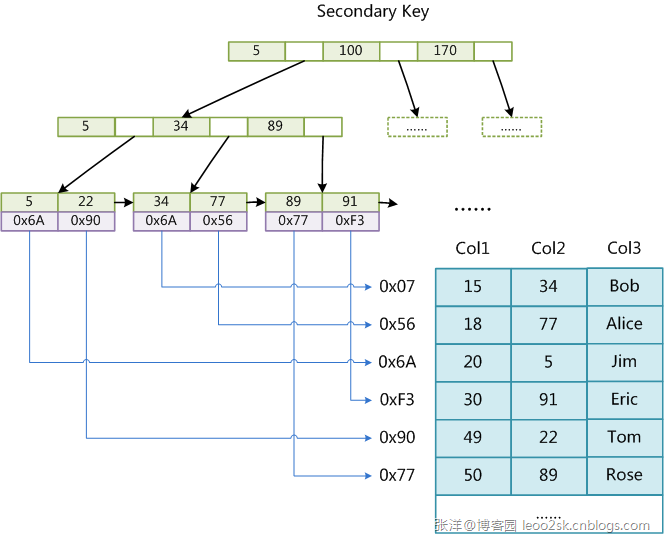 Secondary Key
5 100 170
5 34 89
...... ......
5 22 34 77 89 91
0x6A 0x90 0x6A 0x56 0x77 0xF3
......
Col1 Col2 Col3
0x07 15 34 Bob
0x56 18 77 Alice
0x6A 20 5 Jim
0xF3 30 91 Eric
0x90 49 22 Tom
0x77 50 89 Rose
......
张洋@博客园 leoo2sk.cnblogs.com